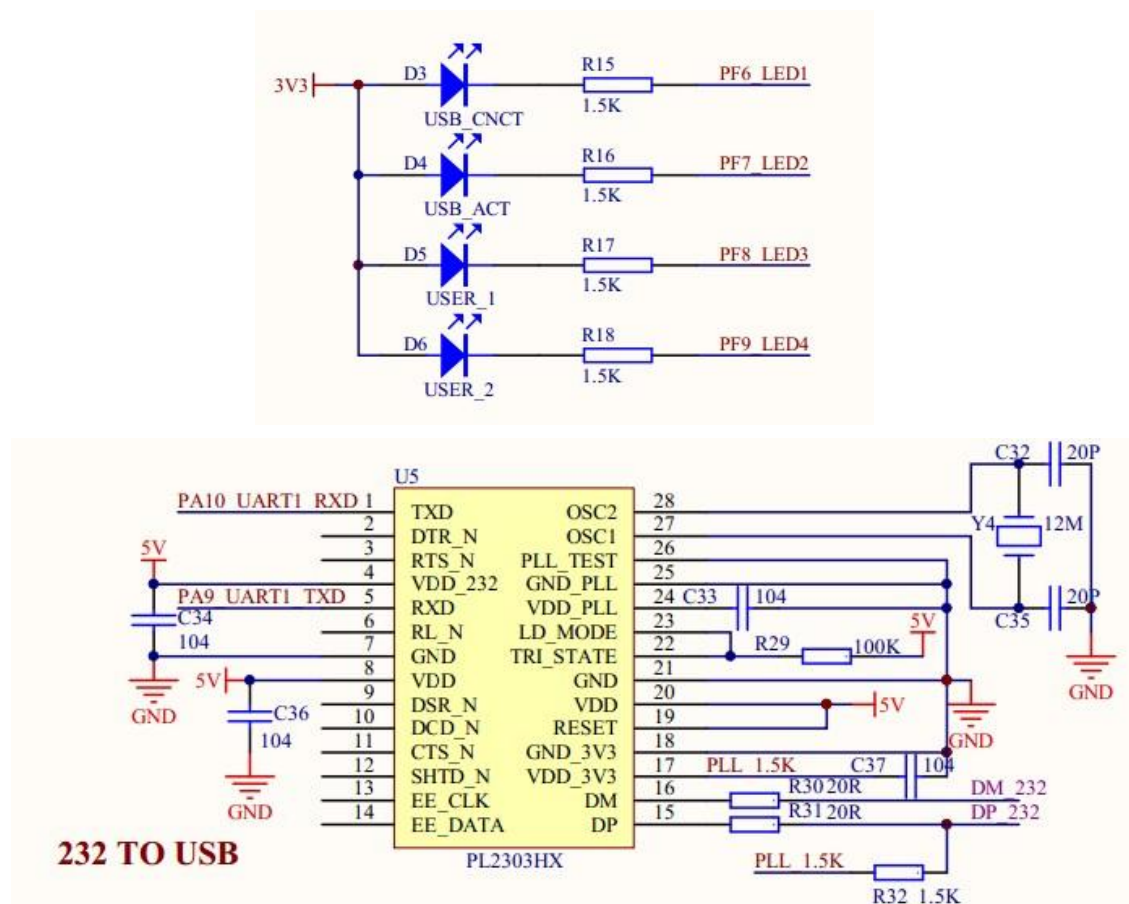 D3 R15 PF6_LED1
3V3
USB_CNCT 1.5K
D4 R16 PF7_LED2
USB_ACT 1.5K
D5 R17 PF8_LED3
USER_1 1.5K
D6 R18 PF9_LED4
USER_2 1.5K
C32 20P
U5
PA10_UART1_RXD 1 TXD OSC2 28
2 DTR_N OSC1 27 Y4 12M
5V 3 RTS_N PLL_TEST 26
4 VDD_232 GND_PLL 25
PA9_UART1_TXD 5 RXD VDD_PLL 24 C33 104 20P
C34 6 RL_N LD_MODE 23 5V C35
104 7 GND TRI_STATE 22 R29 100K
5V 8 VDD GND 21 GND
GND 9 DSR_N VDD 20 5V
C36 10 DCD_N RESET 19
104 11 CTS_N GND_3V3 18 GND
12 SHTD_N VDD_3V3 17 PLL_1.5K C37 104
GND 13 EE_CLK DM 16 R30 20R DM_232
14 EE_DATA DP 15 R31 20R DP_232
232 TO USB PL2303HX PLL_1.5K
R32 1.5K